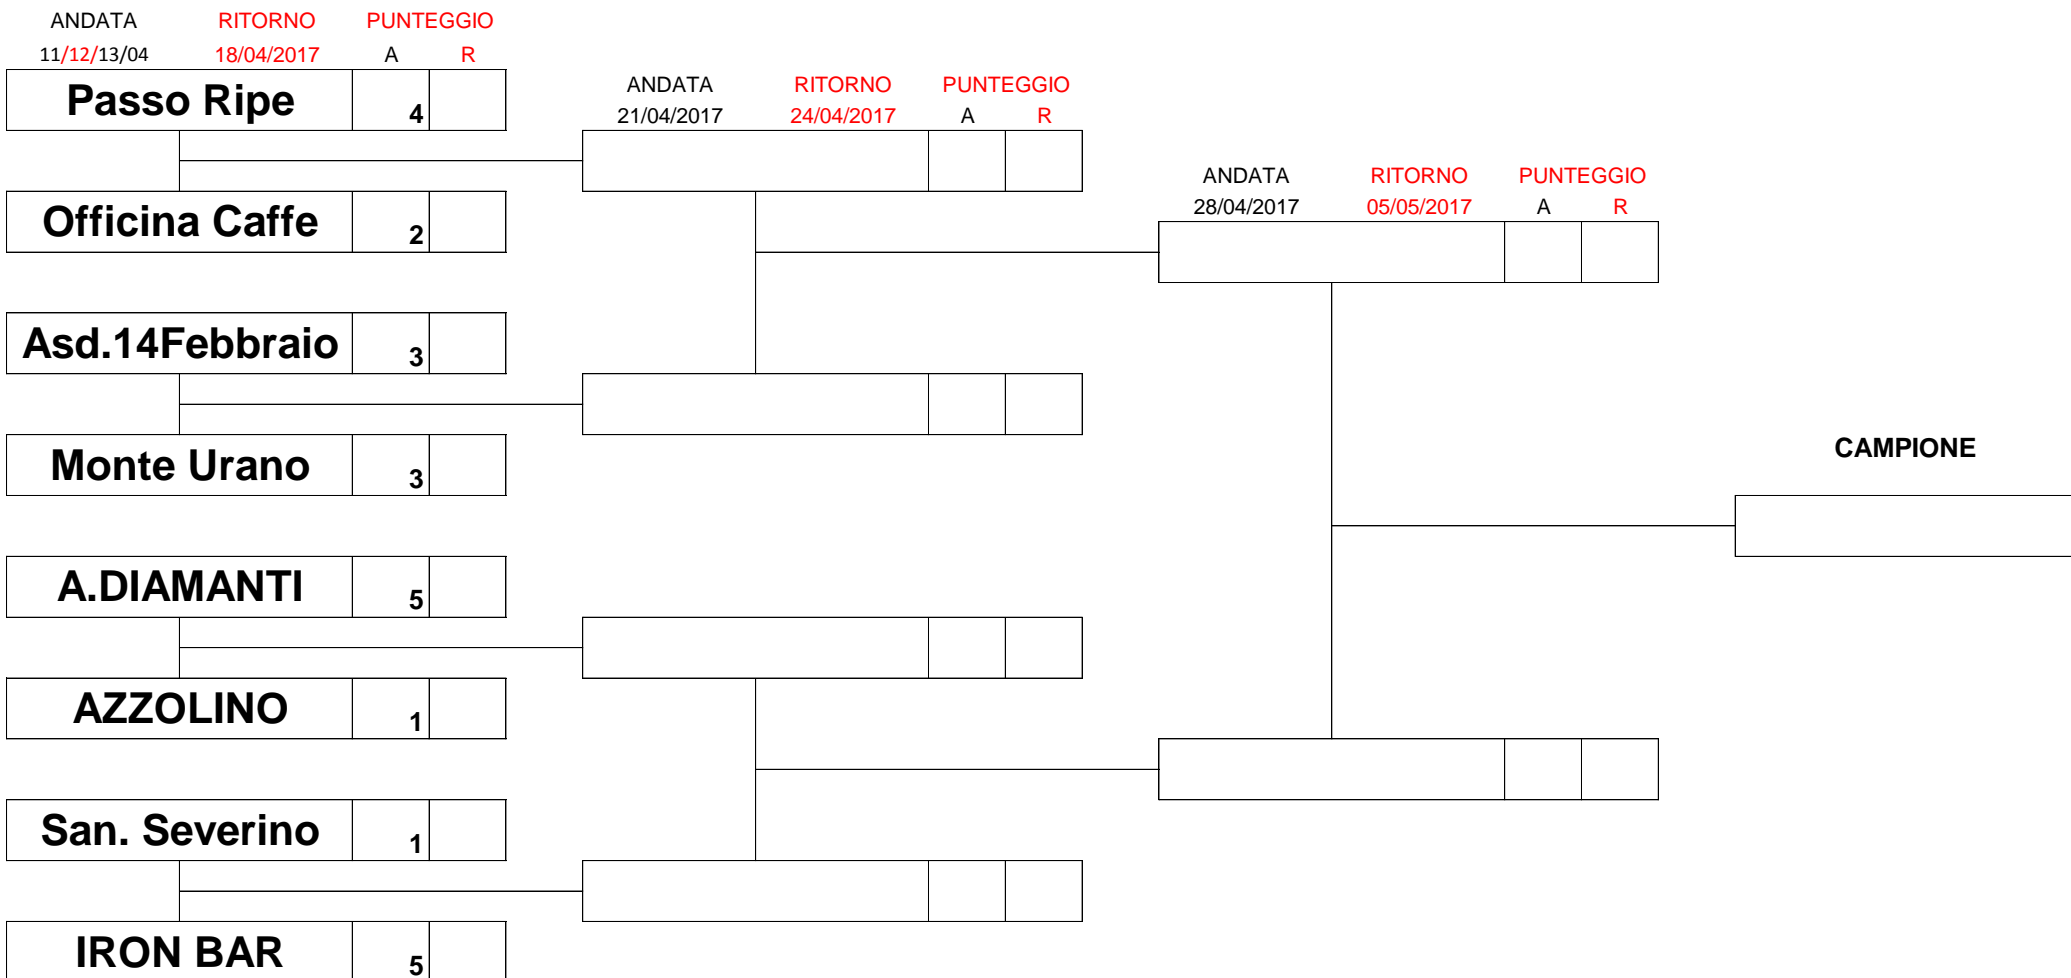 ANDATA RITORNO PUNTEGGIO
11/12/13/04 18/04/2017 A R
Passo Ripe 4
ANDATA RITORNO PUNTEGGIO
21/04/2017 24/04/2017 A R
ANDATA RITORNO PUNTEGGIO
28/04/2017 05/05/2017 A R
Officina Caffe 2
Asd.14Febbraio 3
Monte Urano 3
CAMPIONE
A.DIAMANTI 5
AZZOLINO 1
San. Severino 1
IRON BAR 5